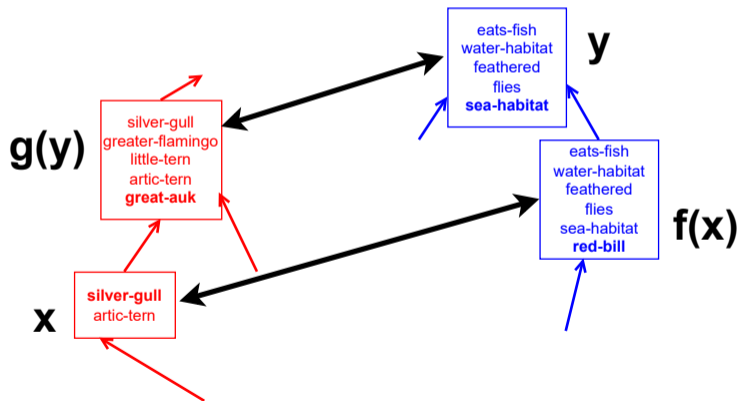 eats-fish
water-habitat
feathered
flies
sea-habitat
y
g(y)
silver-gull
greater-flamingo
little-tern
artic-tern
great-auk
eats-fish
water-habitat
feathered
flies
sea-habitat
red-bill
f(x)
x
silver-gull
artic-tern